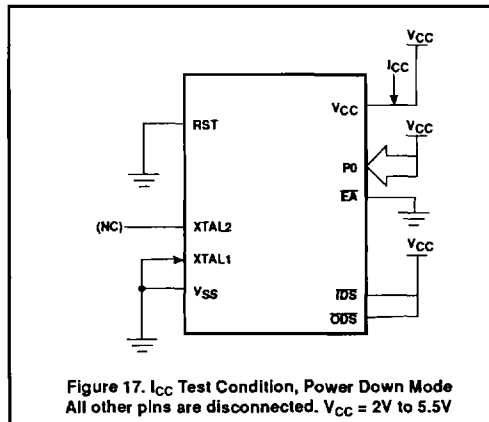 VCC
ICC
VCC
RST
VCC
P0
EA
(NC)
XTAL2
VCC
XTAL1
VSS
IDS
ODS
Figure 17. ICC Test Condition, Power Down Mode
All other pins are disconnected. VCC = 2V to 5.5V